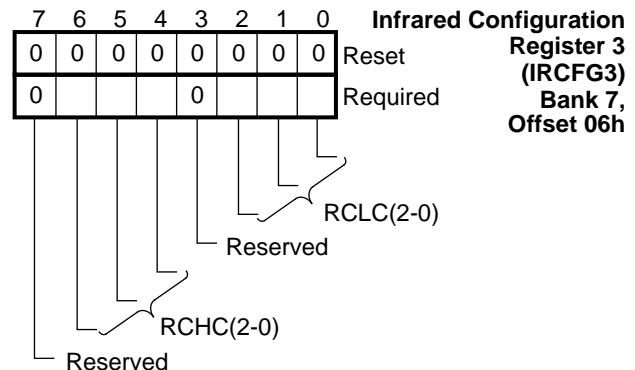 7 6 5 4 3 2 1 0
Infrared Configuration
Register 3
(IRCFG3)
Bank 7,
Offset 06h
0 0 0 0 0 0 0 0 Reset
0 0 Required
RCLC(2-0)
Reserved
RCHC(2-0)
Reserved